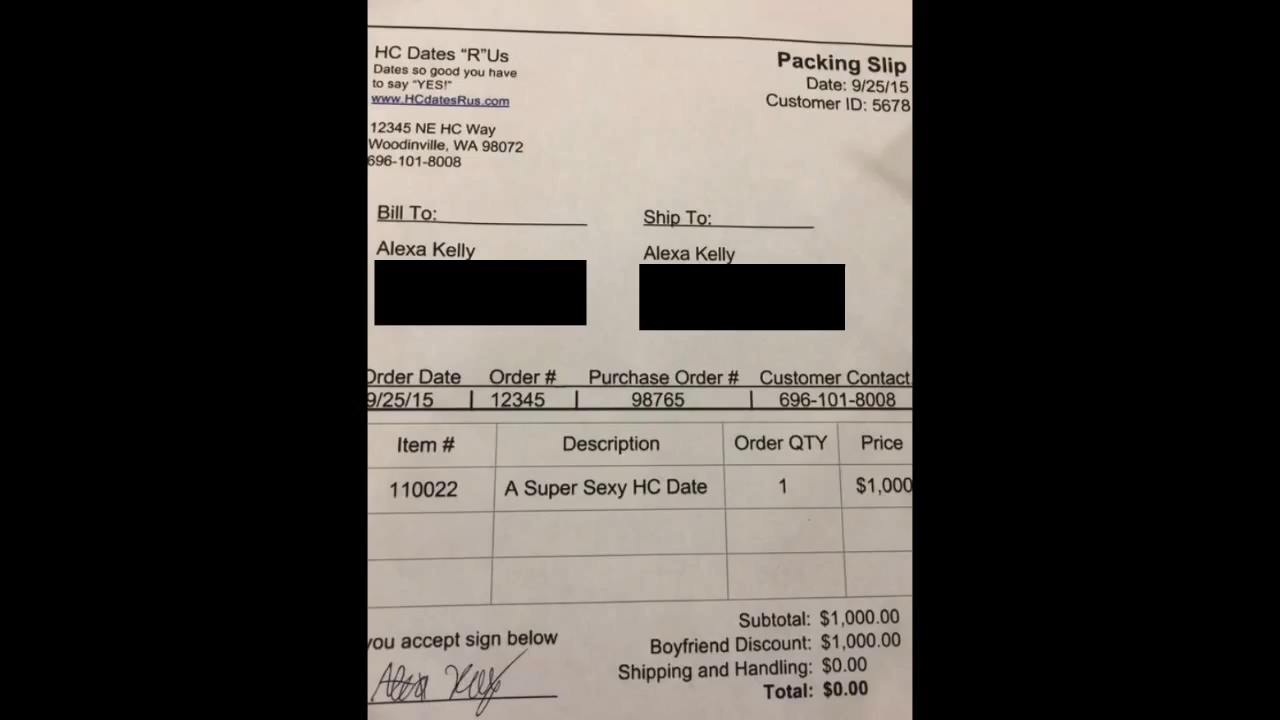 HC Dates “R”Us
Dates so good you have
to say “YES!”
www.HCdatesRus.com
12345 NE HC Way
Woodinville, WA 98072
696-101-8008
Packing Slip
Date: 9/25/15
Customer ID: 5678
Bill To:
Alexa Kelly
Ship To:
Alexa Kelly
Order Date Order # Purchase Order # Customer Contact
9/25/15 12345 98765 696-101-8008
Item # Description Order QTY Price
110022 A Super Sexy HC Date 1 $1,000
you accept sign below
Alexa Kelly
Subtotal: $1,000.00
Boyfriend Discount: $1,000.00
Shipping and Handling: $0.00
Total: $0.00